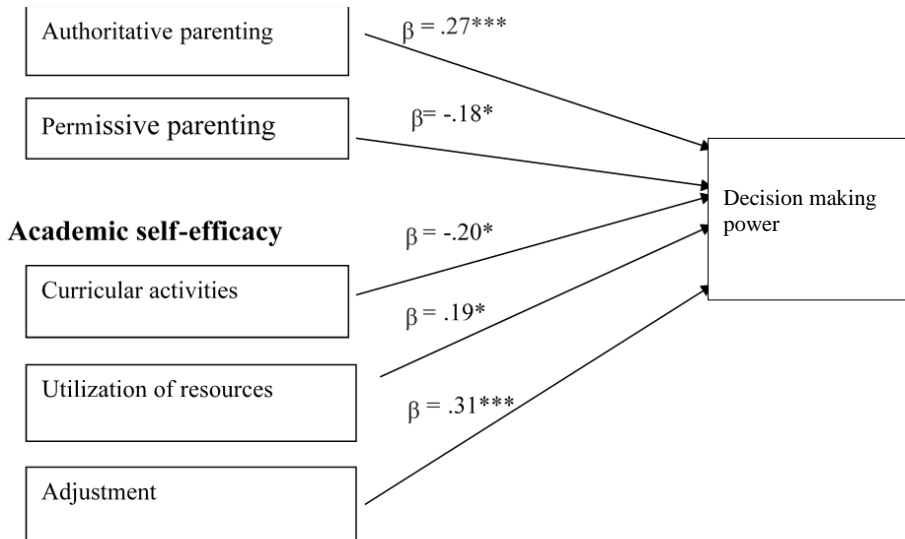 Authoritative parenting
β = .27***
Permissive parenting
β= -.18*
Decision making
power
Academic self-efficacy
β = -.20*
Curricular activities
β = .19*
Utilization of resources
β = .31***
Adjustment